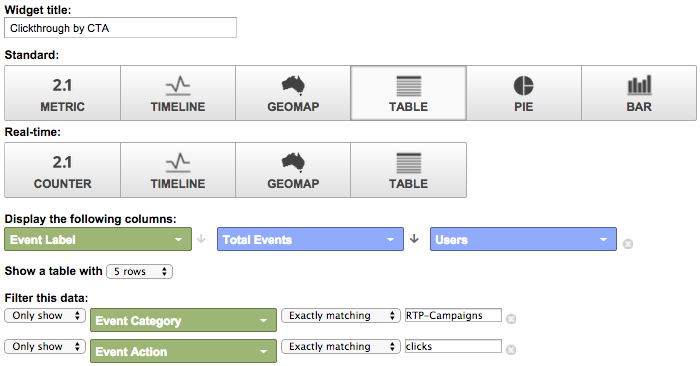 Widget title:
Clickthrough by CTA
Standard:
2.1 METRIC TIMELINE GEOMAP TABLE PIE BAR
Real-time:
2.1 COUNTER TIMELINE GEOMAP TABLE
Display the following columns:
Event Label Total Events Users
Show a table with 5 rows
Filter this data:
Only show Event Category Exactly matching RTP-Campaigns
Only show Event Action Exactly matching clicks